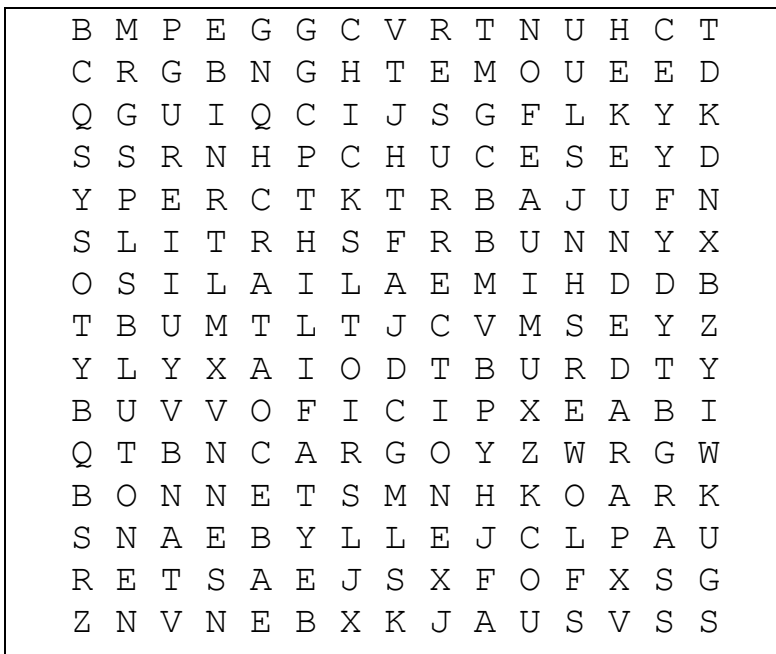 B M P E G G C V R T N U H C T
C R G B N G H T E M O U E E D
Q G U I Q C I J S G F L K Y K
S S R N H P C H U C E S E Y D
Y P E R C T K T R B A J U F N
S L I T R H S F R B U N N Y X
O S I L A I L A E M I H D D B
T B U M T L T J C V M S E Y Z
Y L Y X A I O D T B U R D T Y
B U V V O F I C I P X E A B I
Q T B N C A R G O Y Z W R G W
B O N N E T S M N H K O A R K
S N A E B Y L L E J C L P A U
R E T S A E J S X F O F X S G
Z N V N E B X K J A U S V S S